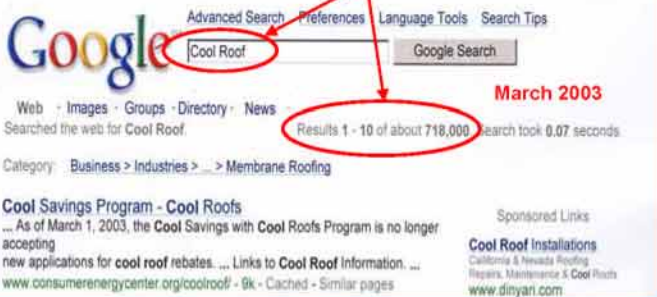 Advanced Search Preferences Language Tools Search Tips
Google
Cool Roof
Google Search
March 2003
Web · Images · Groups · Directory · News
Searched the web for Cool Roof. Results 1 - 10 of about 718,000. Search took 0.07 seconds.
Category: Business > Industries > ... > Membrane Roofing
Cool Savings Program - Cool Roofs
... As of March 1, 2003, the Cool Savings with Cool Roofs Program is no longer
accepting
new applications for cool roof rebates. ... Links to Cool Roof Information. ...
www.consumerenergycenter.org/coolroof/ - 9k - Cached - Similar pages
Sponsored Links
Cool Roof Installations
California & Nevada Roofing
Repairs, Maintenance & Cool Roofs
www.dinyari.com